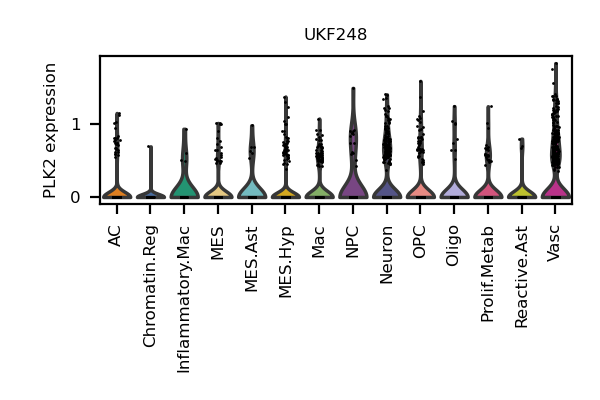 UKF248
PLK2 expression
1
0
AC
Chromatin.Reg
Inflammatory.Mac
MES
MES.Ast
MES.Hyp
Mac
NPC
Neuron
OPC
Oligo
Prolif.Metab
Reactive.Ast
Vasc